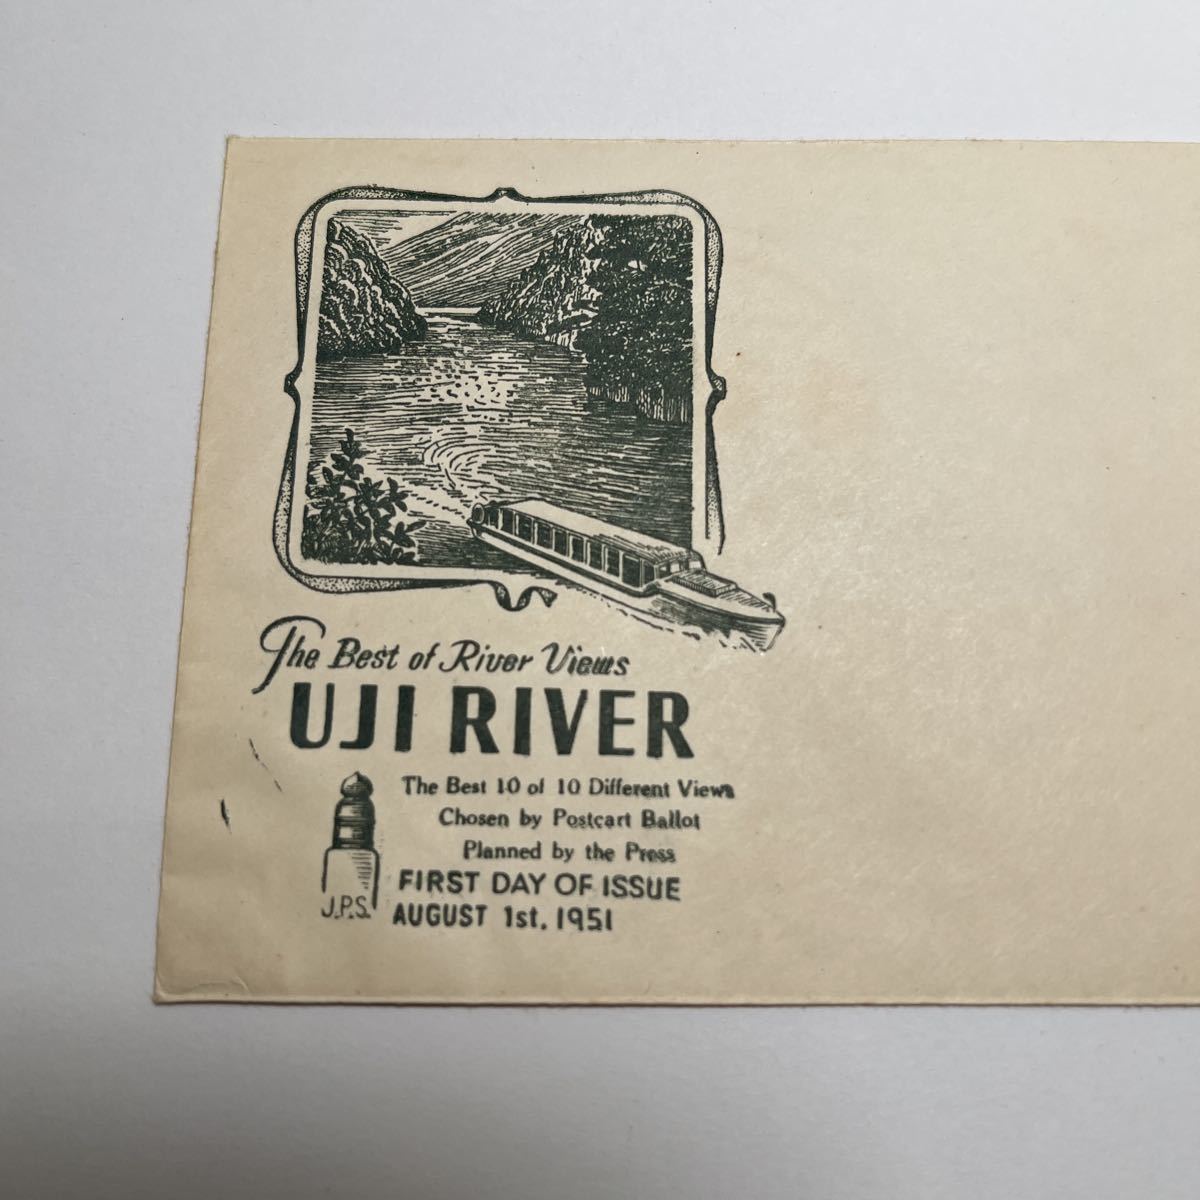 The Best of River Views
UJI RIVER
The Best 10 of 10 Different Views
Chosen by Postcart Ballot
Planned by the Press
FIRST DAY OF ISSUE
AUGUST 1st. 1951
J.P.S.